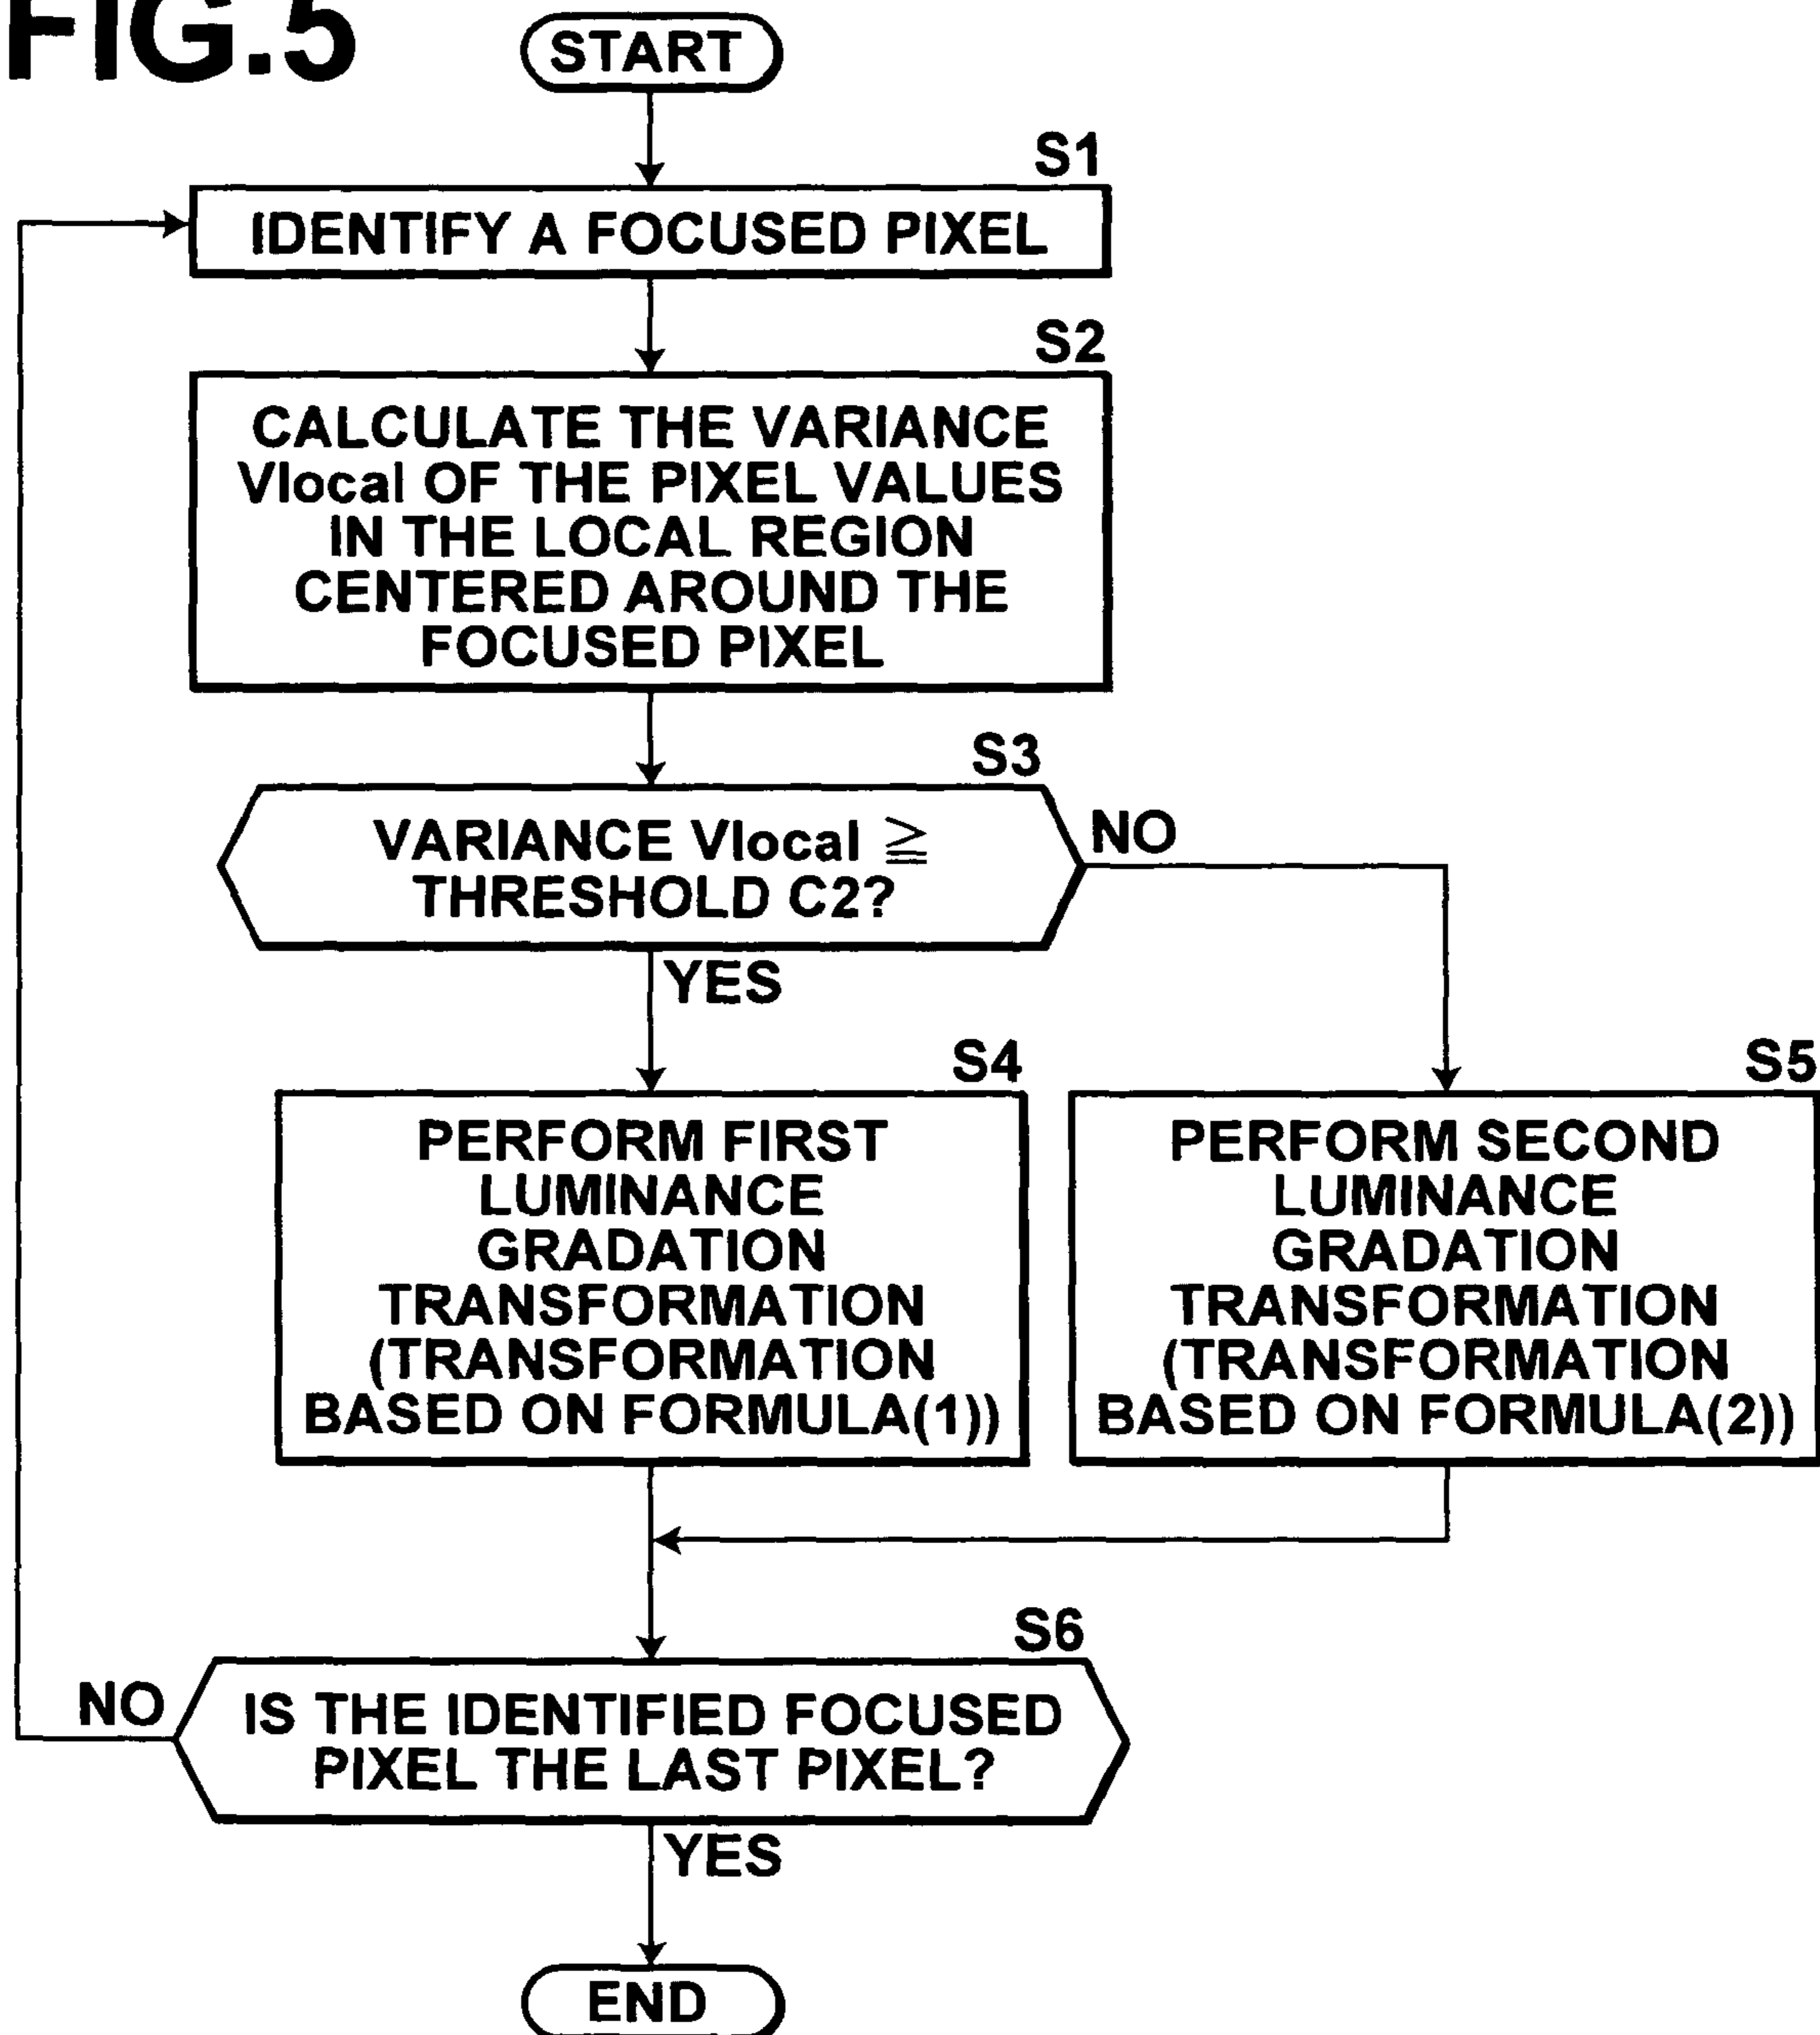 FIG.5
START
S1
IDENTIFY A FOCUSED PIXEL
S2
CALCULATE THE VARIANCE
Vlocal OF THE PIXEL VALUES
IN THE LOCAL REGION
CENTERED AROUND THE
FOCUSED PIXEL
S3
VARIANCE Vlocal ≧
THRESHOLD C2?
NO
YES
S4
PERFORM FIRST
LUMINANCE
GRADATION
TRANSFORMATION
(TRANSFORMATION
BASED ON FORMULA(1))
S5
PERFORM SECOND
LUMINANCE
GRADATION
TRANSFORMATION
(TRANSFORMATION
BASED ON FORMULA(2))
S6
NO
IS THE IDENTIFIED FOCUSED
PIXEL THE LAST PIXEL?
YES
END